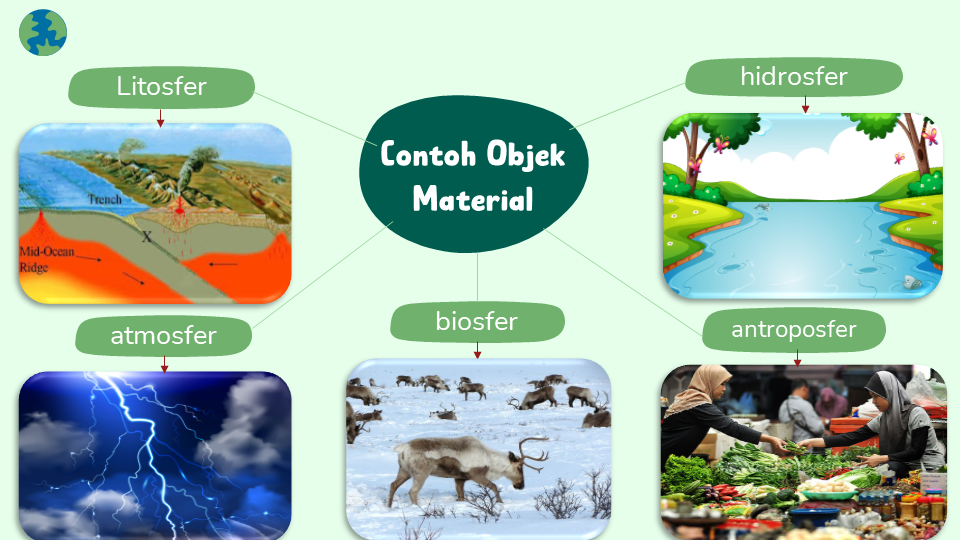 Contoh Objek
Material
Litosfer
Trench
X
Mid-Ocean
Ridge
hidrosfer
atmosfer
biosfer
antroposfer